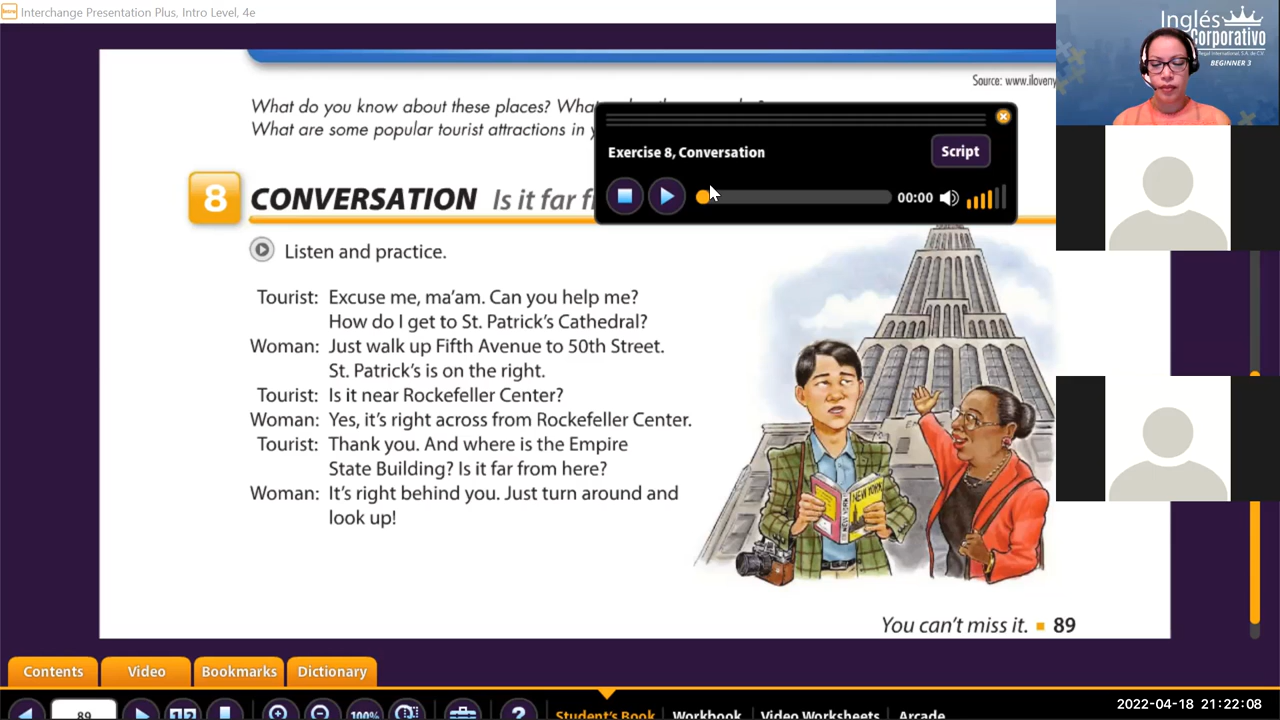 Interchange Presentation Plus, Intro Level, 4e
Inglés
Corporativo
Regal International, S.A. de C.V.
BEGINNER 3
Source: www.iloveny
What do you know about these places?
What are some popular tourist attractions in y
Exercise 8, Conversation
Script
00:00
8 CONVERSATION Is it far f
Listen and practice.
Tourist: Excuse me, ma'am. Can you help me?
How do I get to St. Patrick's Cathedral?
Woman: Just walk up Fifth Avenue to 50th Street.
St. Patrick's is on the right.
Tourist: Is it near Rockefeller Center?
Woman: Yes, it's right across from Rockefeller Center.
Tourist: Thank you. And where is the Empire
State Building? Is it far from here?
Woman: It's right behind you. Just turn around and
look up!
NEW YORK
You can't miss it. 89
Contents Video Bookmarks Dictionary
89 100% ? Student's Book Workbook Video Worksheets Arcade
2022-04-18 21:22:08